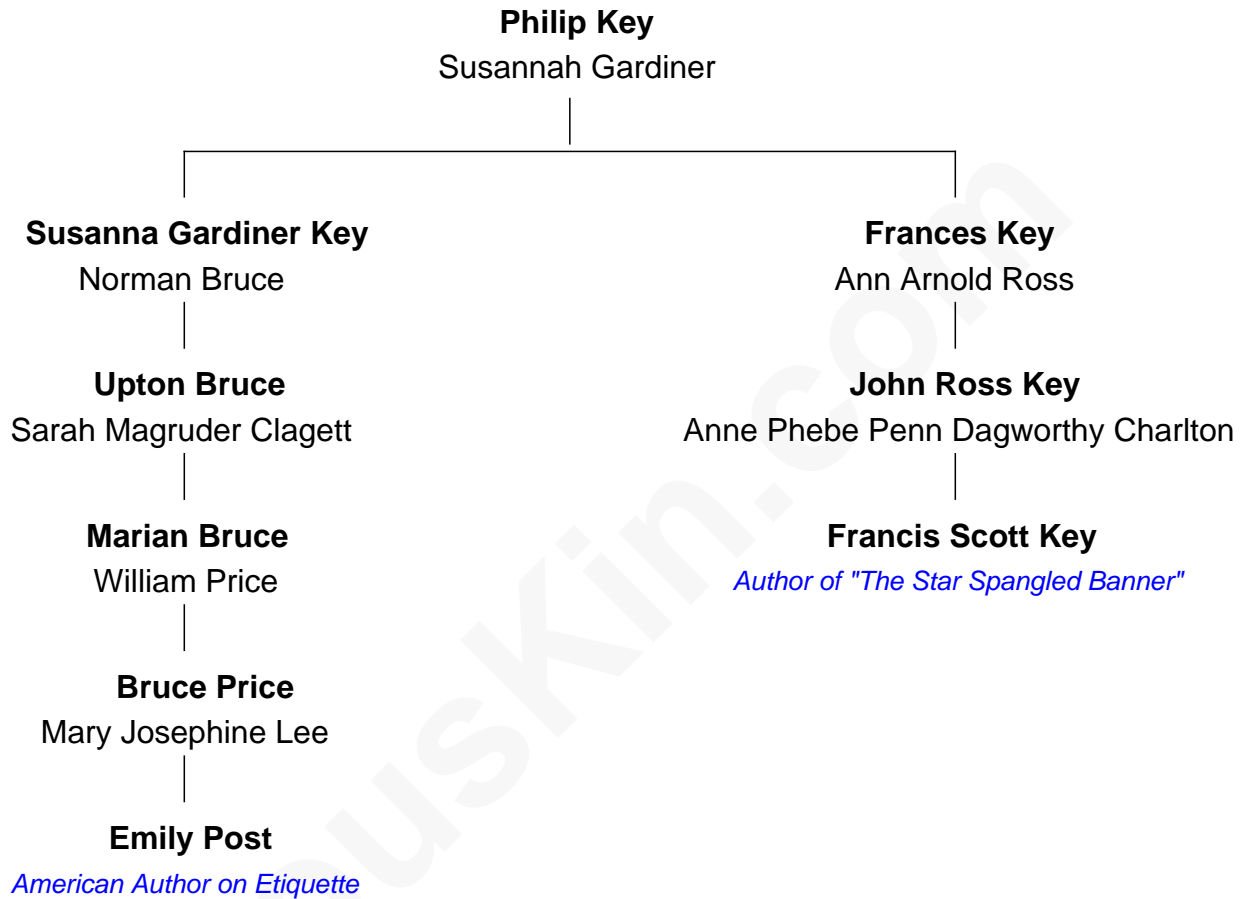 Philip Key
Susannah Gardiner
Susanna Gardiner Key
Norman Bruce
Frances Key
Ann Arnold Ross
Upton Bruce
Sarah Magruder Clagett
John Ross Key
Anne Phebe Penn Dagworthy Charlton
Marian Bruce
William Price
Francis Scott Key
Author of "The Star Spangled Banner"
Bruce Price
Mary Josephine Lee
Emily Post
American Author on Etiquette
ousKin.com